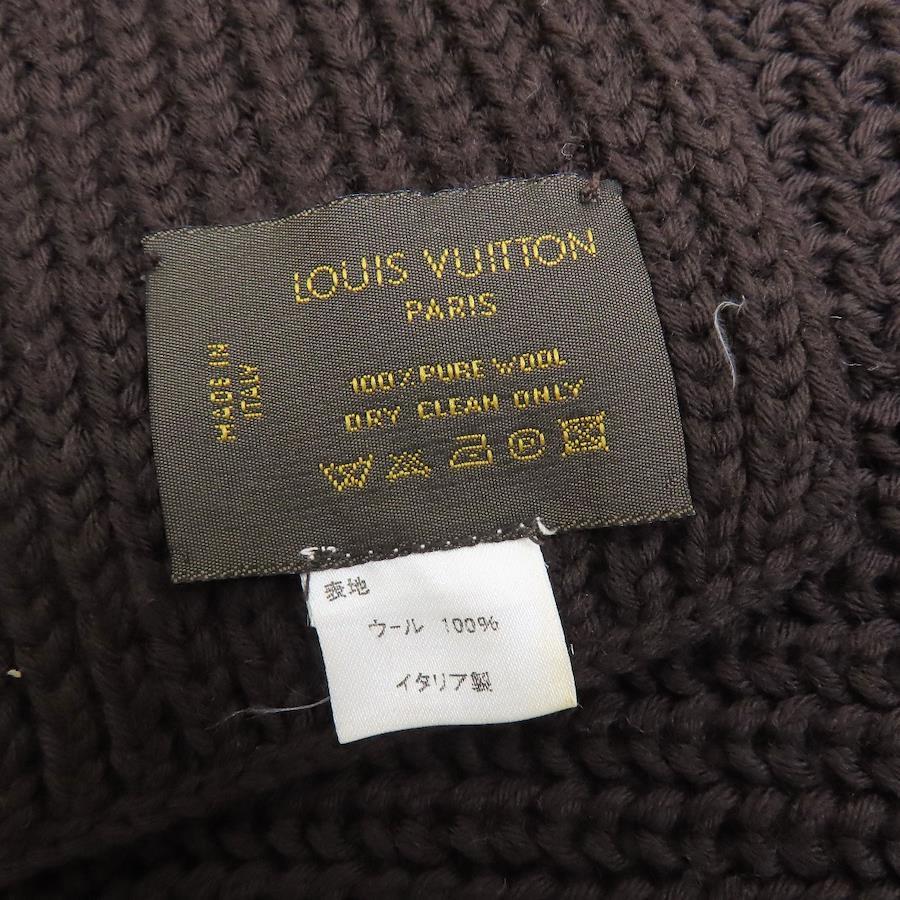 LOUIS VUITTON
PARIS
MADE IN
ITALY
100% PURE WOOL
DRY CLEAN ONLY
表地
ウール 100%
イタリア製